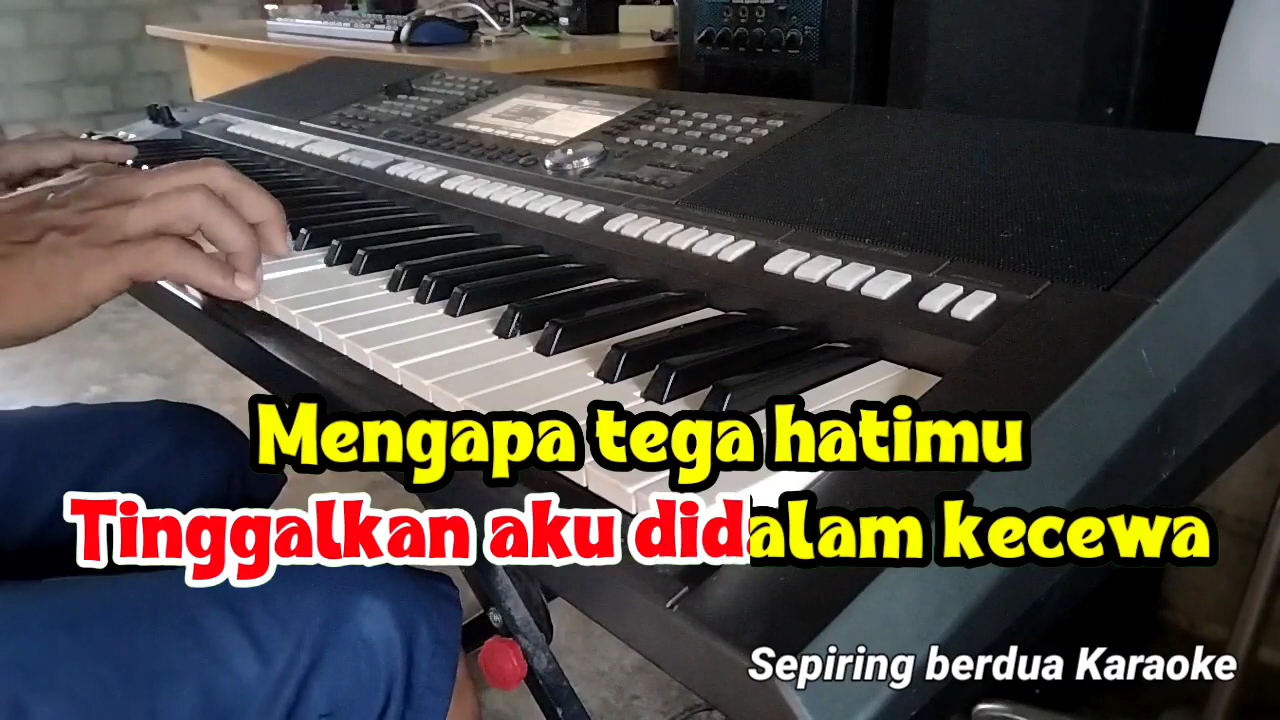 Mengapa tega hatimu
Tinggalkan aku didalam kecewa
Sepiring berdua Karaoke